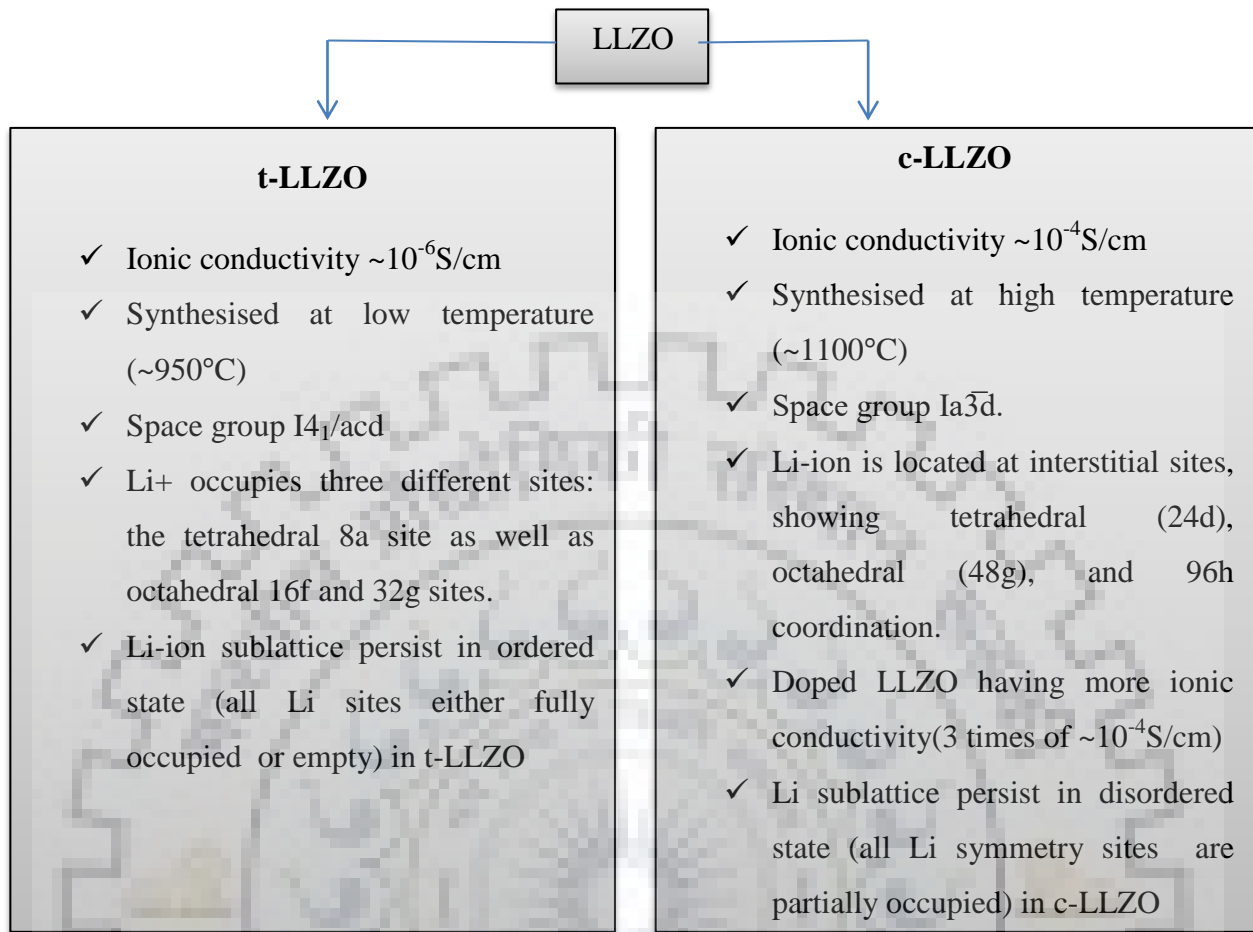 LLZO
t-LLZO
✓ Ionic conductivity ~10⁻⁶S/cm
✓ Synthesised at low temperature
(~950°C)
✓ Space group I4₁/acd
✓ Li+ occupies three different sites:
the tetrahedral 8a site as well as
octahedral 16f and 32g sites.
✓ Li-ion sublattice persist in ordered
state (all Li sites either fully
occupied or empty) in t-LLZO
c-LLZO
✓ Ionic conductivity ~10⁻⁴S/cm
✓ Synthesised at high temperature
(~1100°C)
✓ Space group Ia3̅d.
✓ Li-ion is located at interstitial sites,
showing tetrahedral (24d),
octahedral (48g), and 96h
coordination.
✓ Doped LLZO having more ionic
conductivity(3 times of ~10⁻⁴S/cm)
✓ Li sublattice persist in disordered
state (all Li symmetry sites are
partially occupied) in c-LLZO